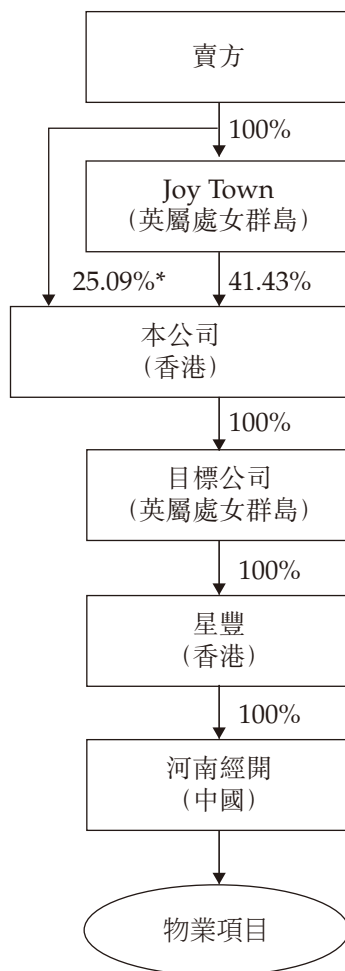 賣方
100%
Joy Town
(英屬處女群島)
25.09%*
41.43%
本公司
(香港)
100%
目標公司
(英屬處女群島)
100%
星豐
(香港)
100%
河南經開
(中國)
物業項目